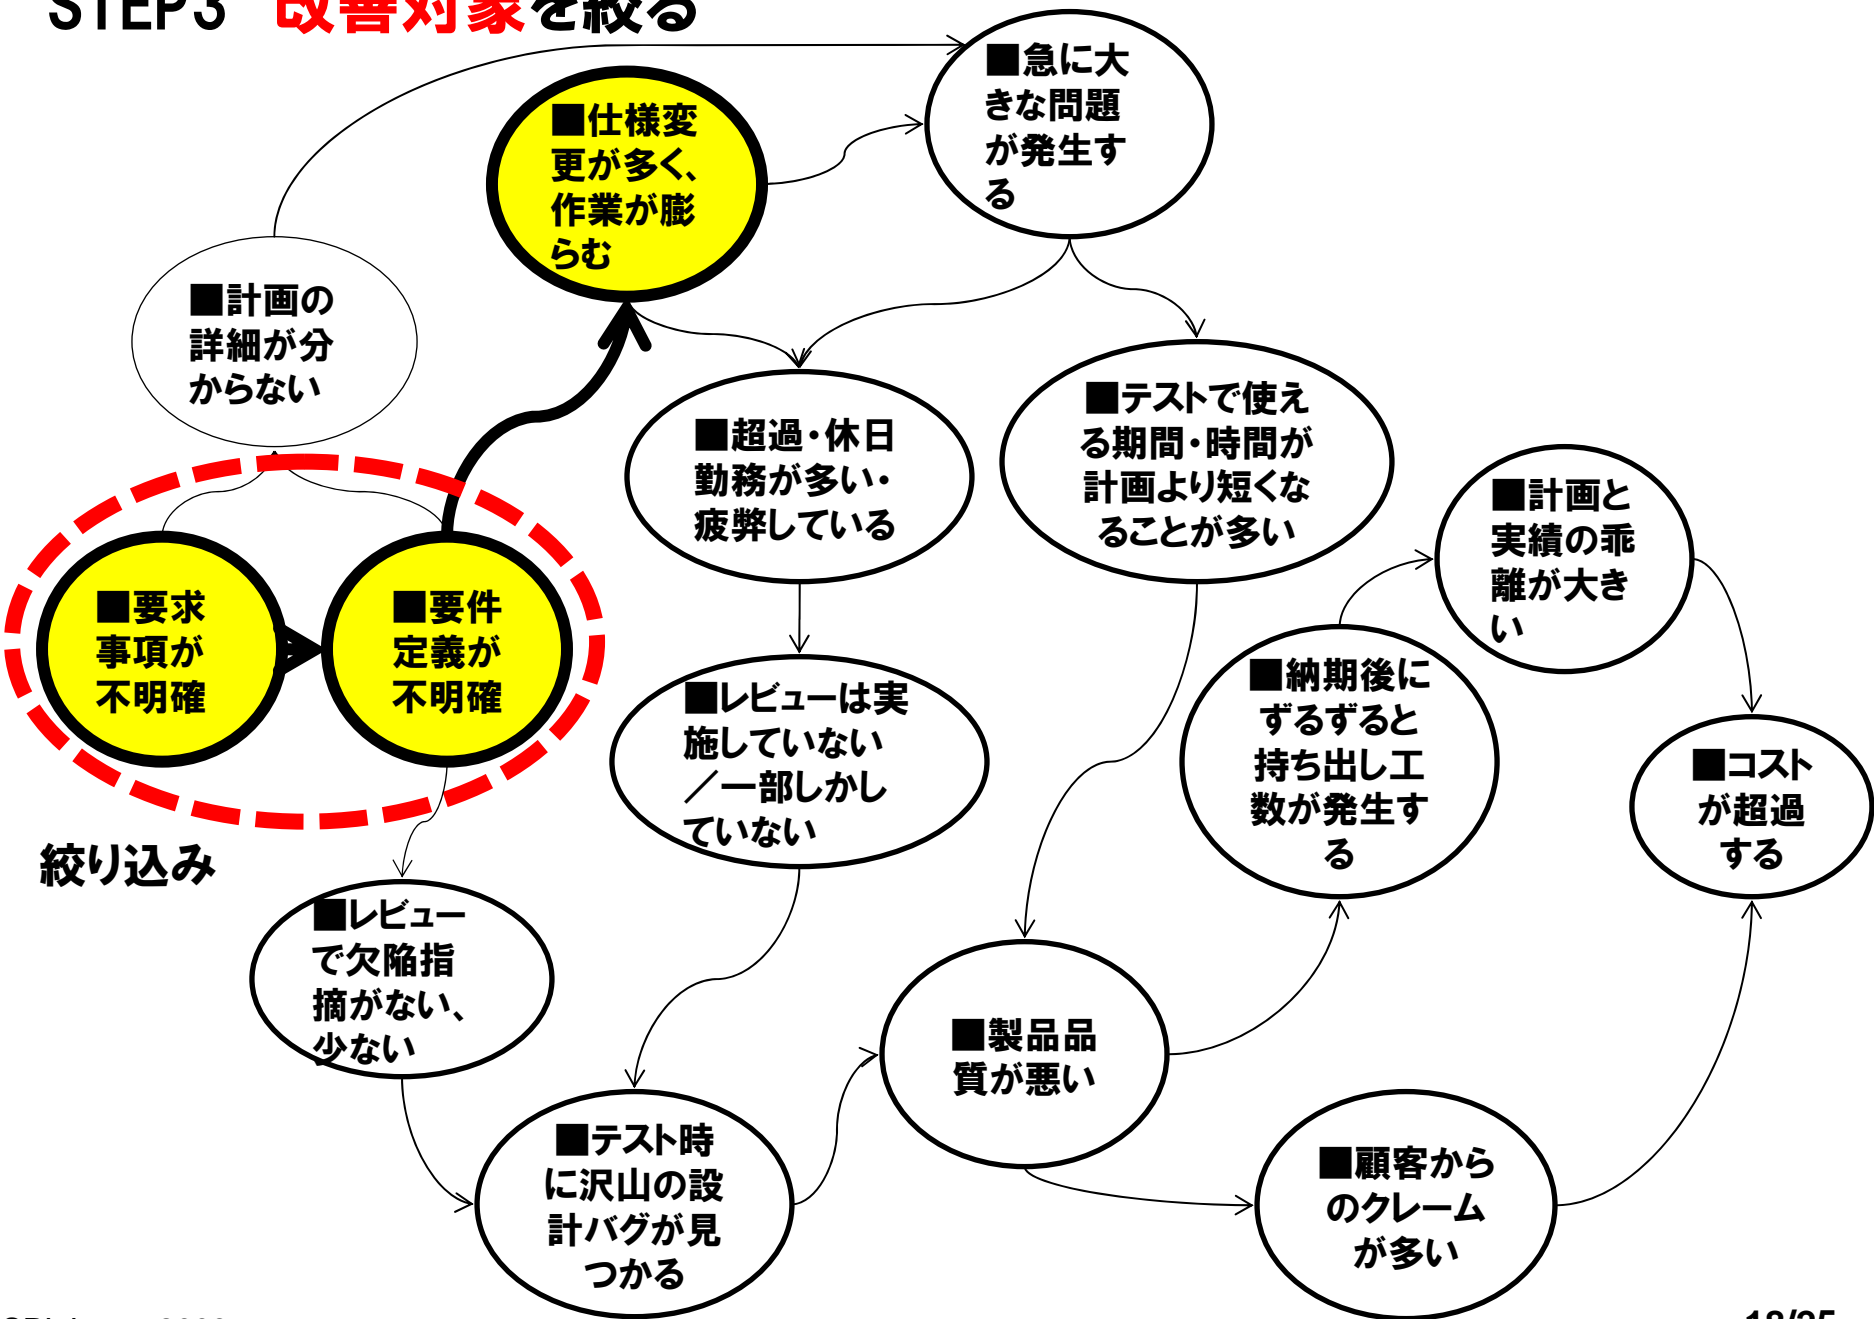 STEP3 改善対象を絞る
■急に大
きな問題
が発生す
る
■仕様変
更が多く、
作業が膨
らむ
■計画の
詳細が分
からない
■超過・休日
勤務が多い・
疲弊している
■テストで使え
る期間・時間が
計画より短くな
ることが多い
■計画と
実績の乖
離が大き
い
■要求
事項が
不明確
■要件
定義が
不明確
■レビューは実
施していない
／一部しかし
ていない
■納期後に
ずるずると
持ち出し工
数が発生す
る
■コスト
が超過
する
絞り込み
■レビュー
で欠陥指
摘がない、
少ない
■製品品
質が悪い
■テスト時
に沢山の設
計バグが見
つかる
■顧客から
のクレーム
が多い